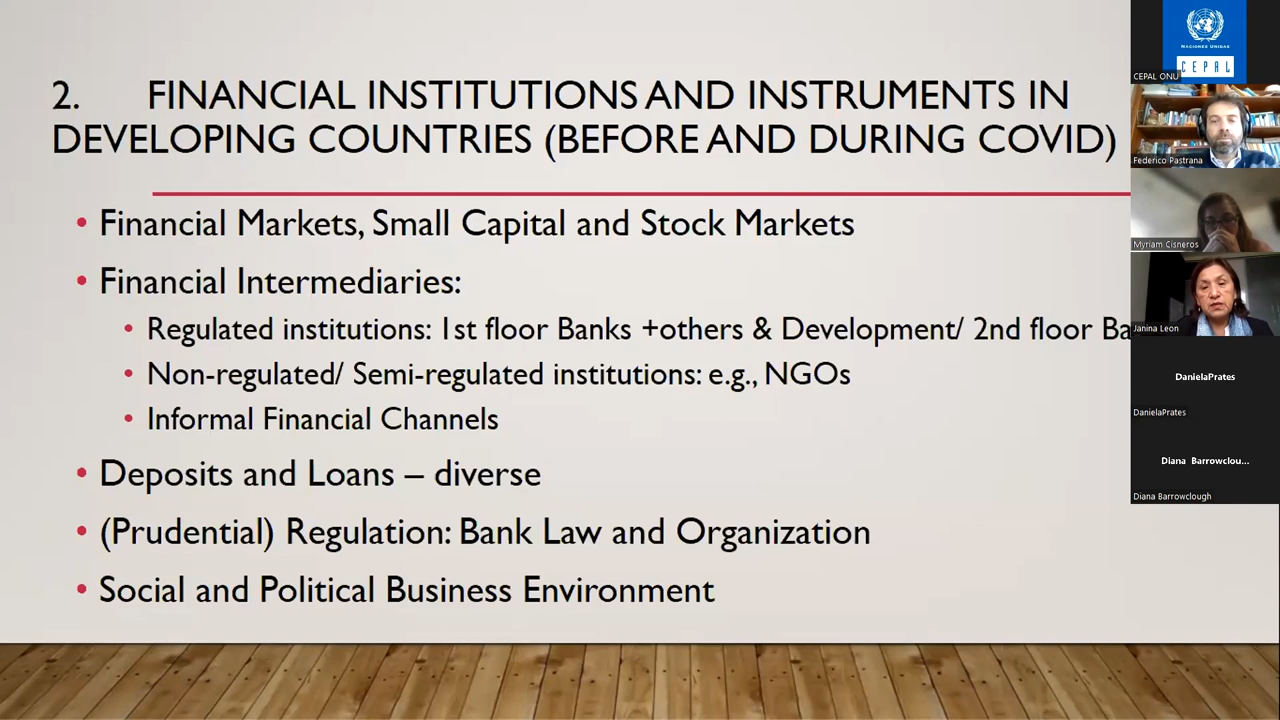 2. FINANCIAL INSTITUTIONS AND INSTRUMENTS IN
DEVELOPING COUNTRIES (BEFORE AND DURING COVID)
• Financial Markets, Small Capital and Stock Markets
• Financial Intermediaries:
• Regulated institutions: 1st floor Banks +others & Development/ 2nd floor Ba
• Non-regulated/ Semi-regulated institutions: e.g., NGOs
• Informal Financial Channels
• Deposits and Loans – diverse
• (Prudential) Regulation: Bank Law and Organization
• Social and Political Business Environment
NACIONES UNIDAS
CEPAL
CEPAL ONU
Federico Pastrana
Myriam Cisneros
Janina Leon
DanielaPrates
DanielaPrates
Diana Barrowclou...
Diana Barrowclough